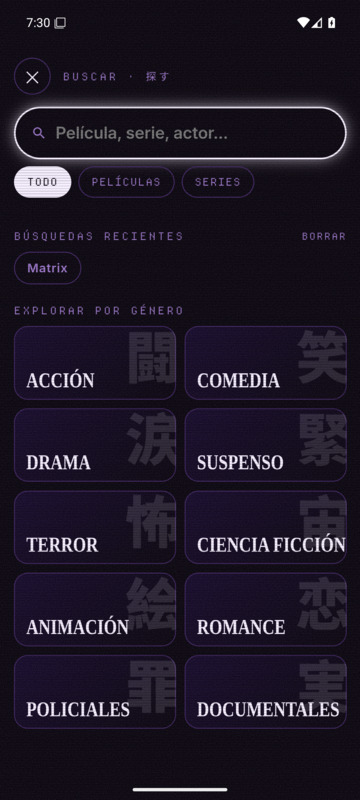 7:30
BUSCAR · 探す
Película, serie, actor...
TODO PELÍCULAS SERIES
BÚSQUEDAS RECIENTES BORRAR
Matrix
EXPLORAR POR GÉNERO
闘 笑
ACCIÓN COMEDIA
涙 緊
DRAMA SUSPENSO
怖 宙
TERROR CIENCIA FICCIÓN
絵 恋
ANIMACIÓN ROMANCE
罪 実
POLICIALES DOCUMENTALES